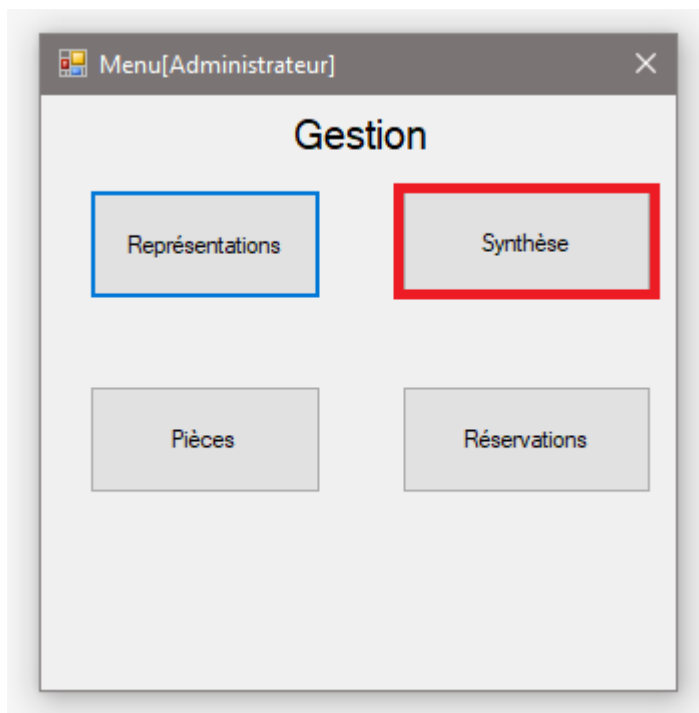 Menu[Administrateur]
Gestion
Représentations
Synthèse
Pièces
Réservations